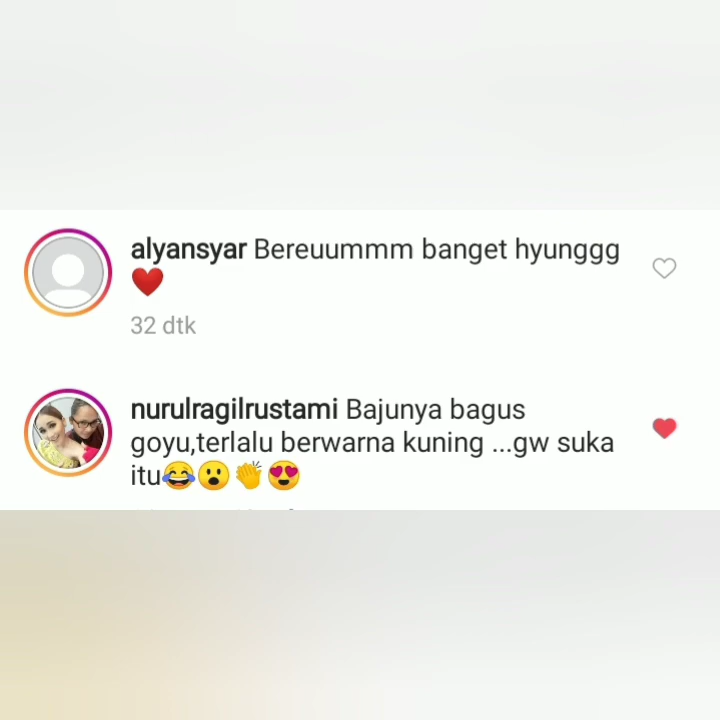 alyansyar Bereuummm banget hyunggg
❤️
32 dtk
nurulragilrustami Bajunya bagus
goyu,terlalu berwarna kuning ...gw suka
itu😂😮👏😍